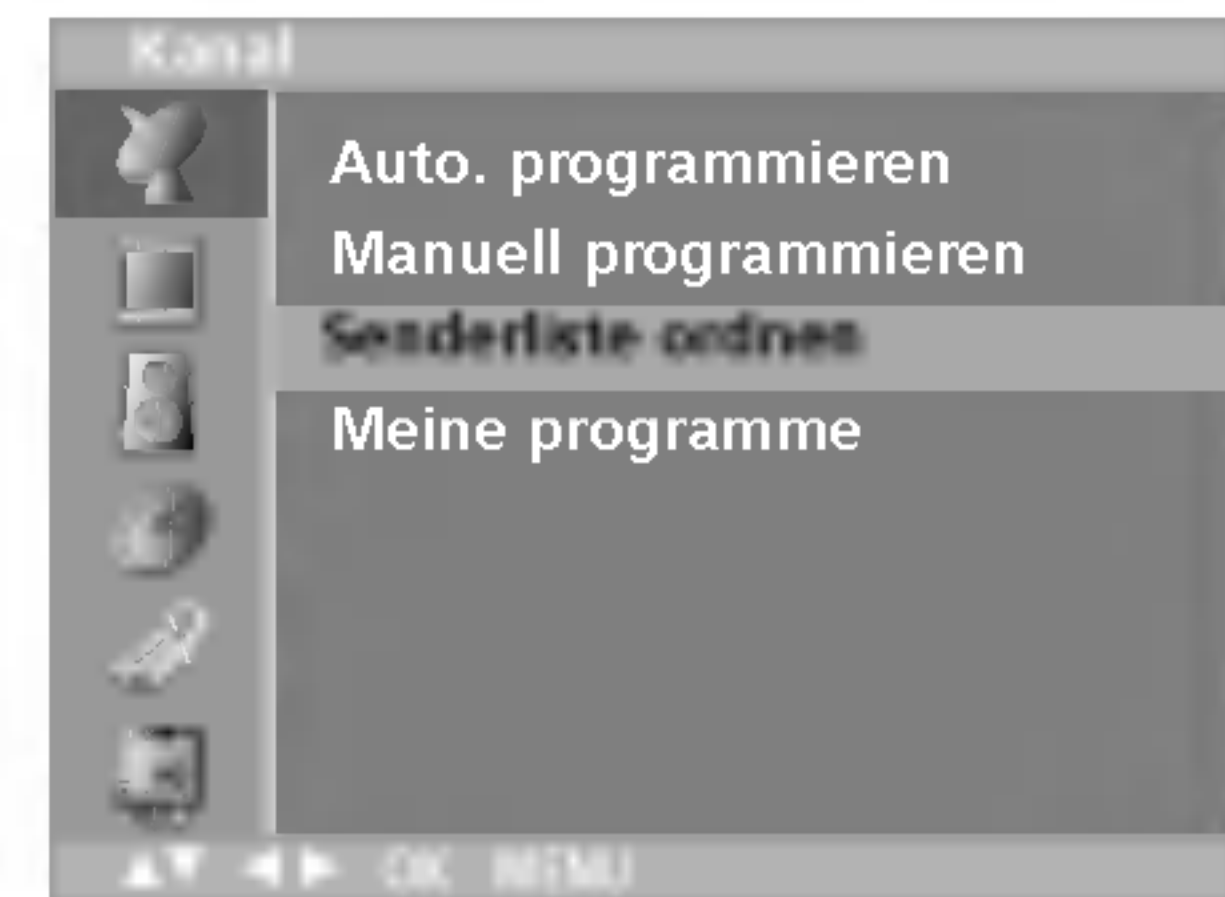 Kanal
Auto. programmieren
Manuell programmieren
Senderliste ordnen
Meine programme
▲▼ ◀ ▶ OK MENU